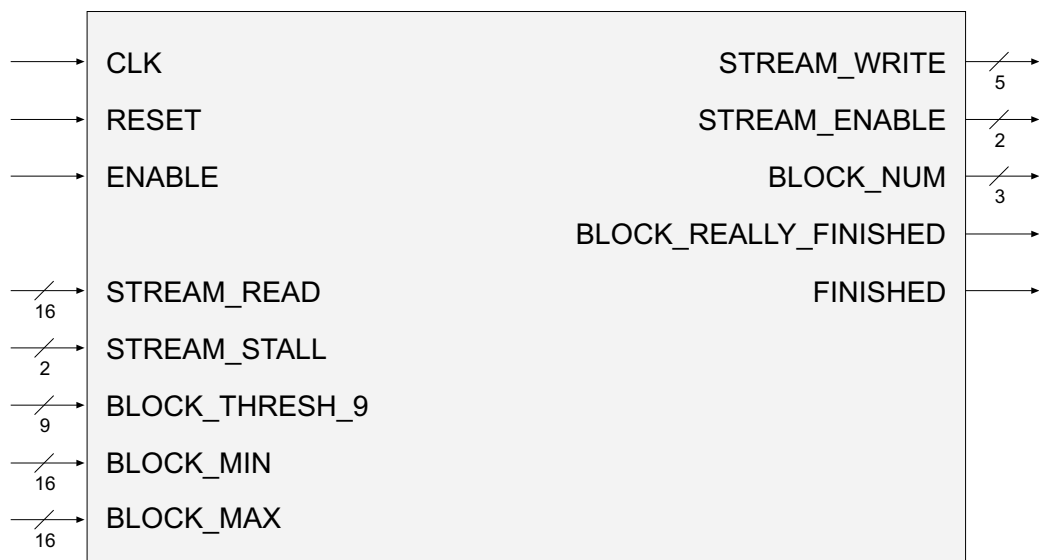 CLK
RESET
ENABLE
STREAM_READ
16
STREAM_STALL
2
BLOCK_THRESH_9
9
BLOCK_MIN
16
BLOCK_MAX
16
STREAM_WRITE
5
STREAM_ENABLE
2
BLOCK_NUM
3
BLOCK_REALLY_FINISHED
FINISHED